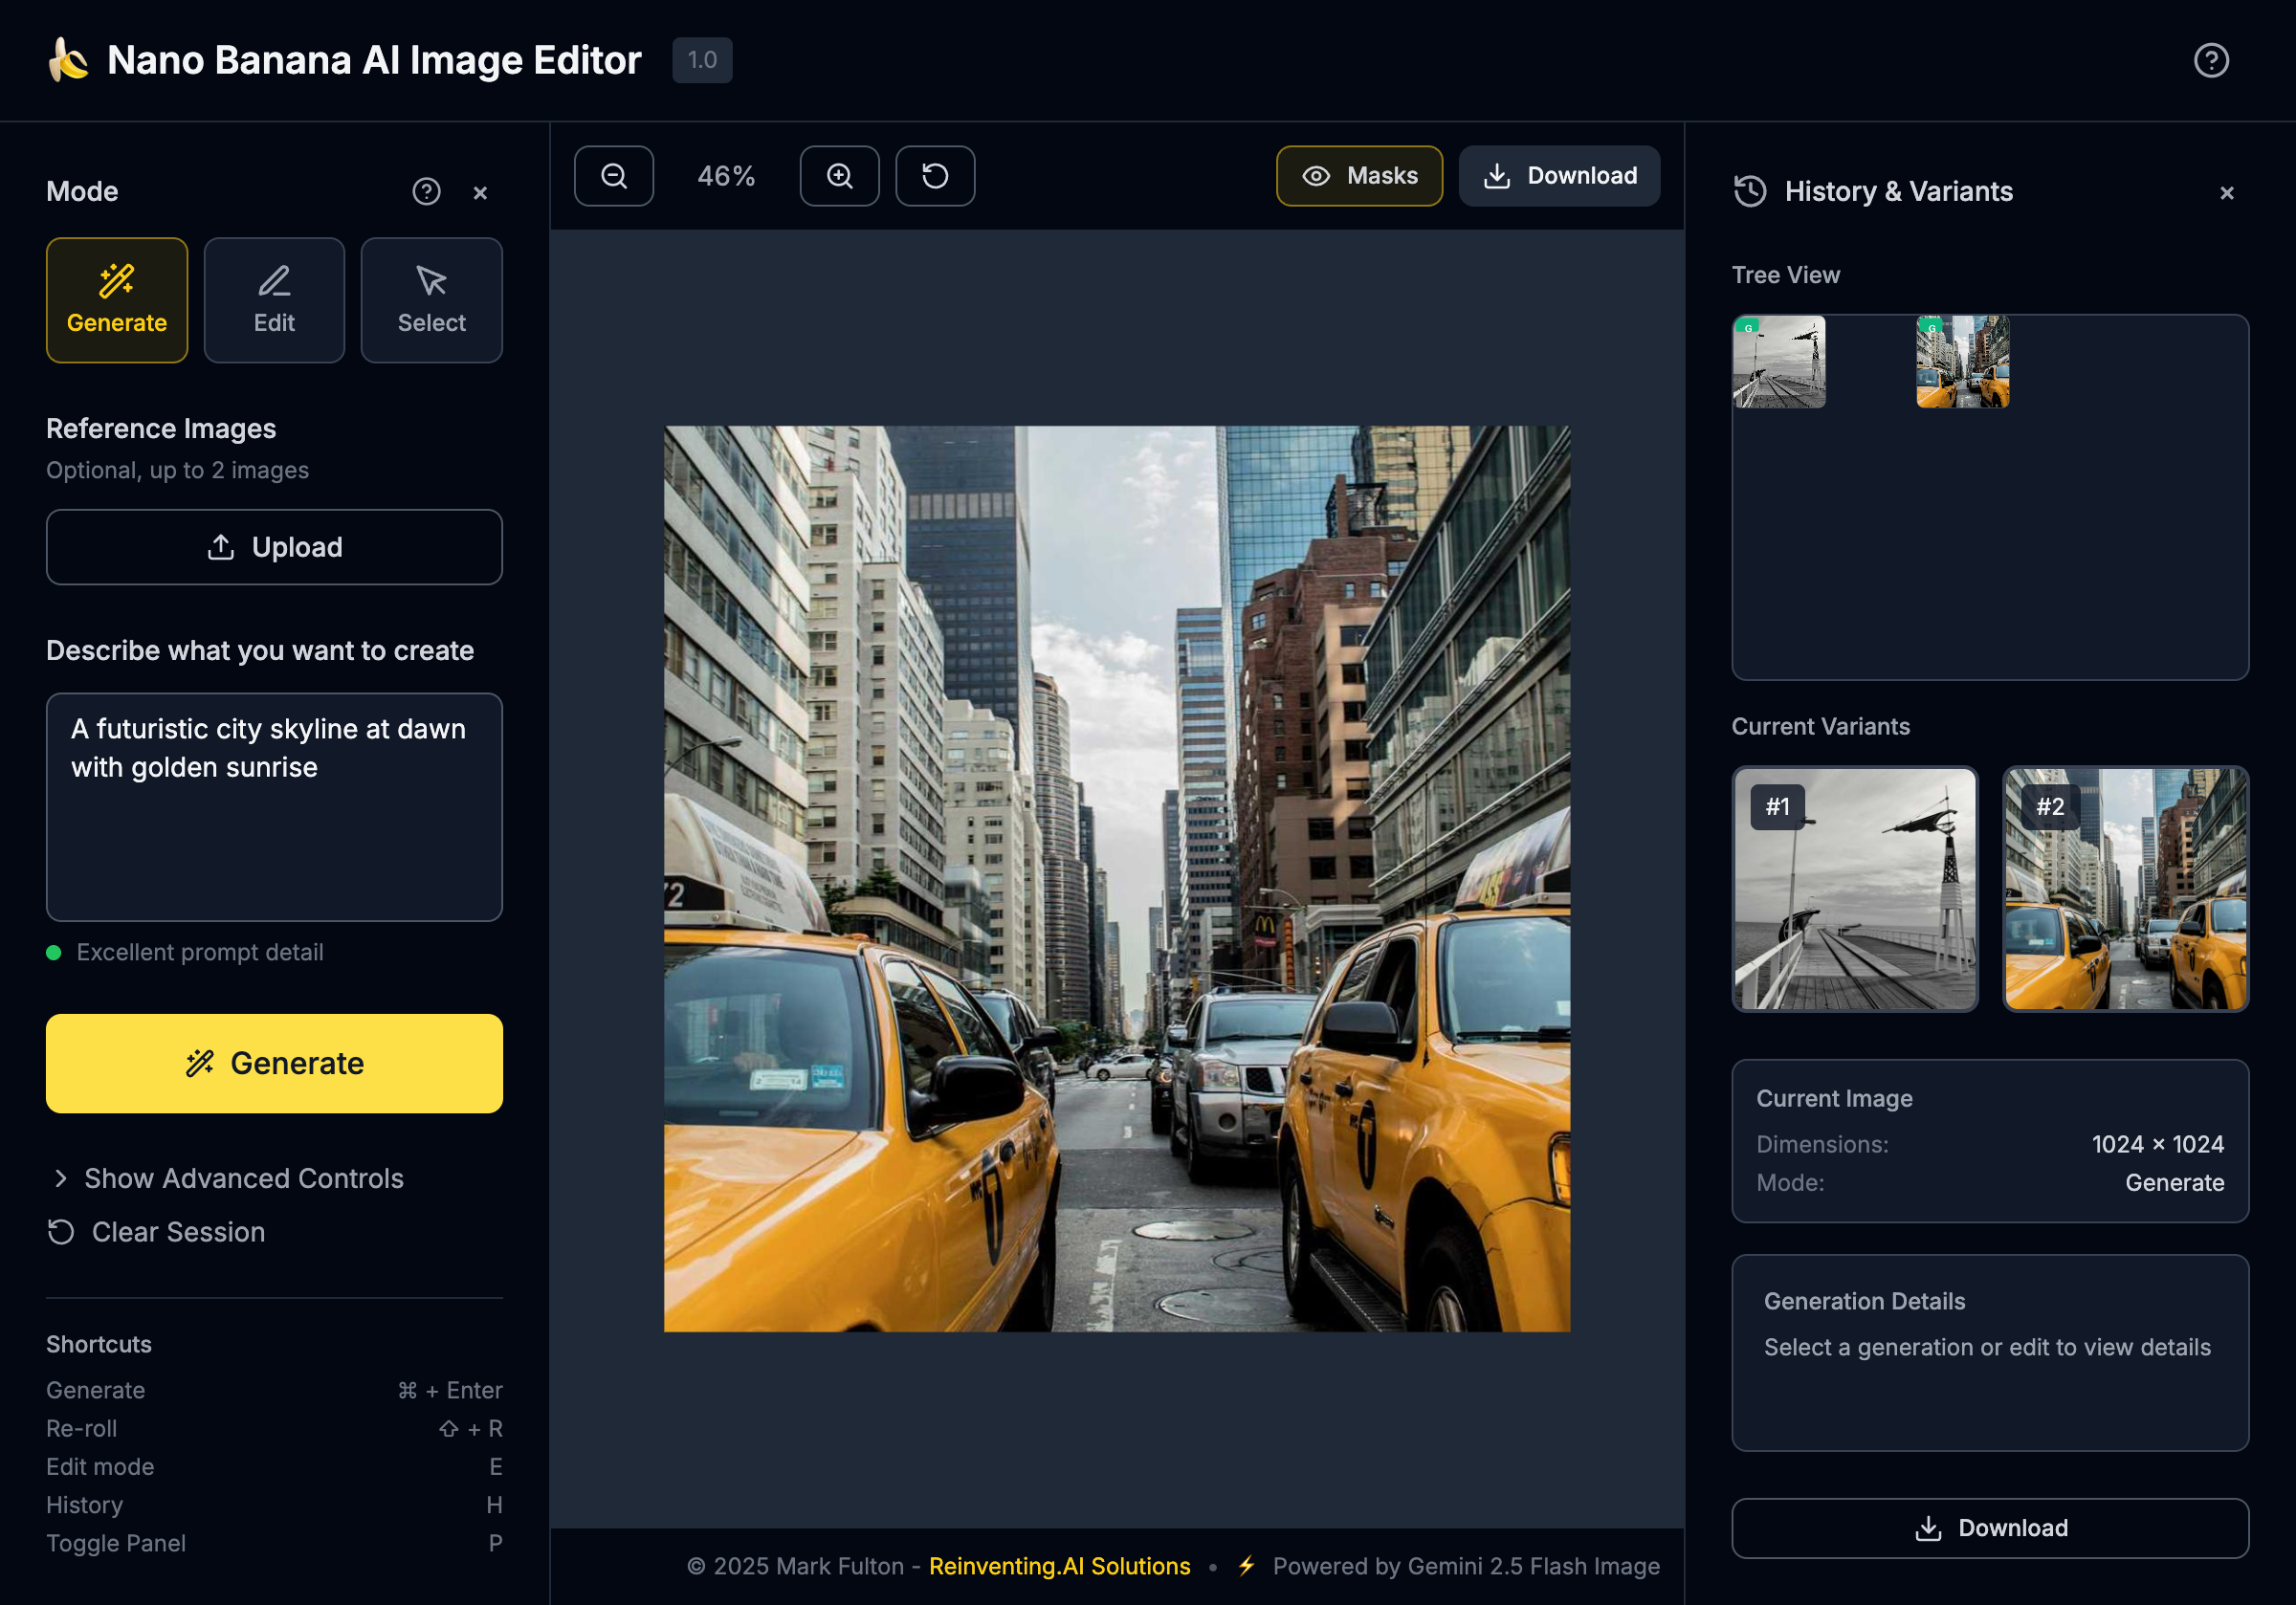 Nano Banana AI Image Editor
1.0
Mode
Generate
Edit
Select
Reference Images
Optional, up to 2 images
Upload
Describe what you want to create
A futuristic city skyline at dawn
with golden sunrise
Excellent prompt detail
Generate
Show Advanced Controls
Clear Session
Shortcuts
Generate ⌘ + Enter
Re-roll ⇧ + R
Edit mode E
History H
Toggle Panel P
46%
Masks
Download
© 2025 Mark Fulton - Reinventing.AI Solutions • ⚡ Powered by Gemini 2.5 Flash Image
History & Variants
Tree View
G
G
Current Variants
#1
#2
Current Image
Dimensions: 1024 × 1024
Mode: Generate
Generation Details
Select a generation or edit to view details
Download